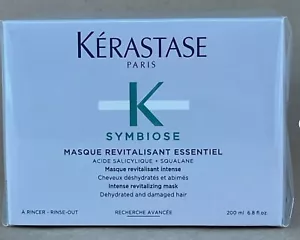 KÉRASTASE
PARIS
K
SYMBIOSE
MASQUE REVITALISANT ESSENTIEL
ACIDE SALICYLIQUE + SQUALANE
Masque revitalisant intense
Cheveux déshydratés et abimés
Intense revitalizing mask
Dehydrated and damaged hair
À RINCER - RINSE-OUT RECHERCHE AVANCÉE 200 ml 6.8 fl.oz.